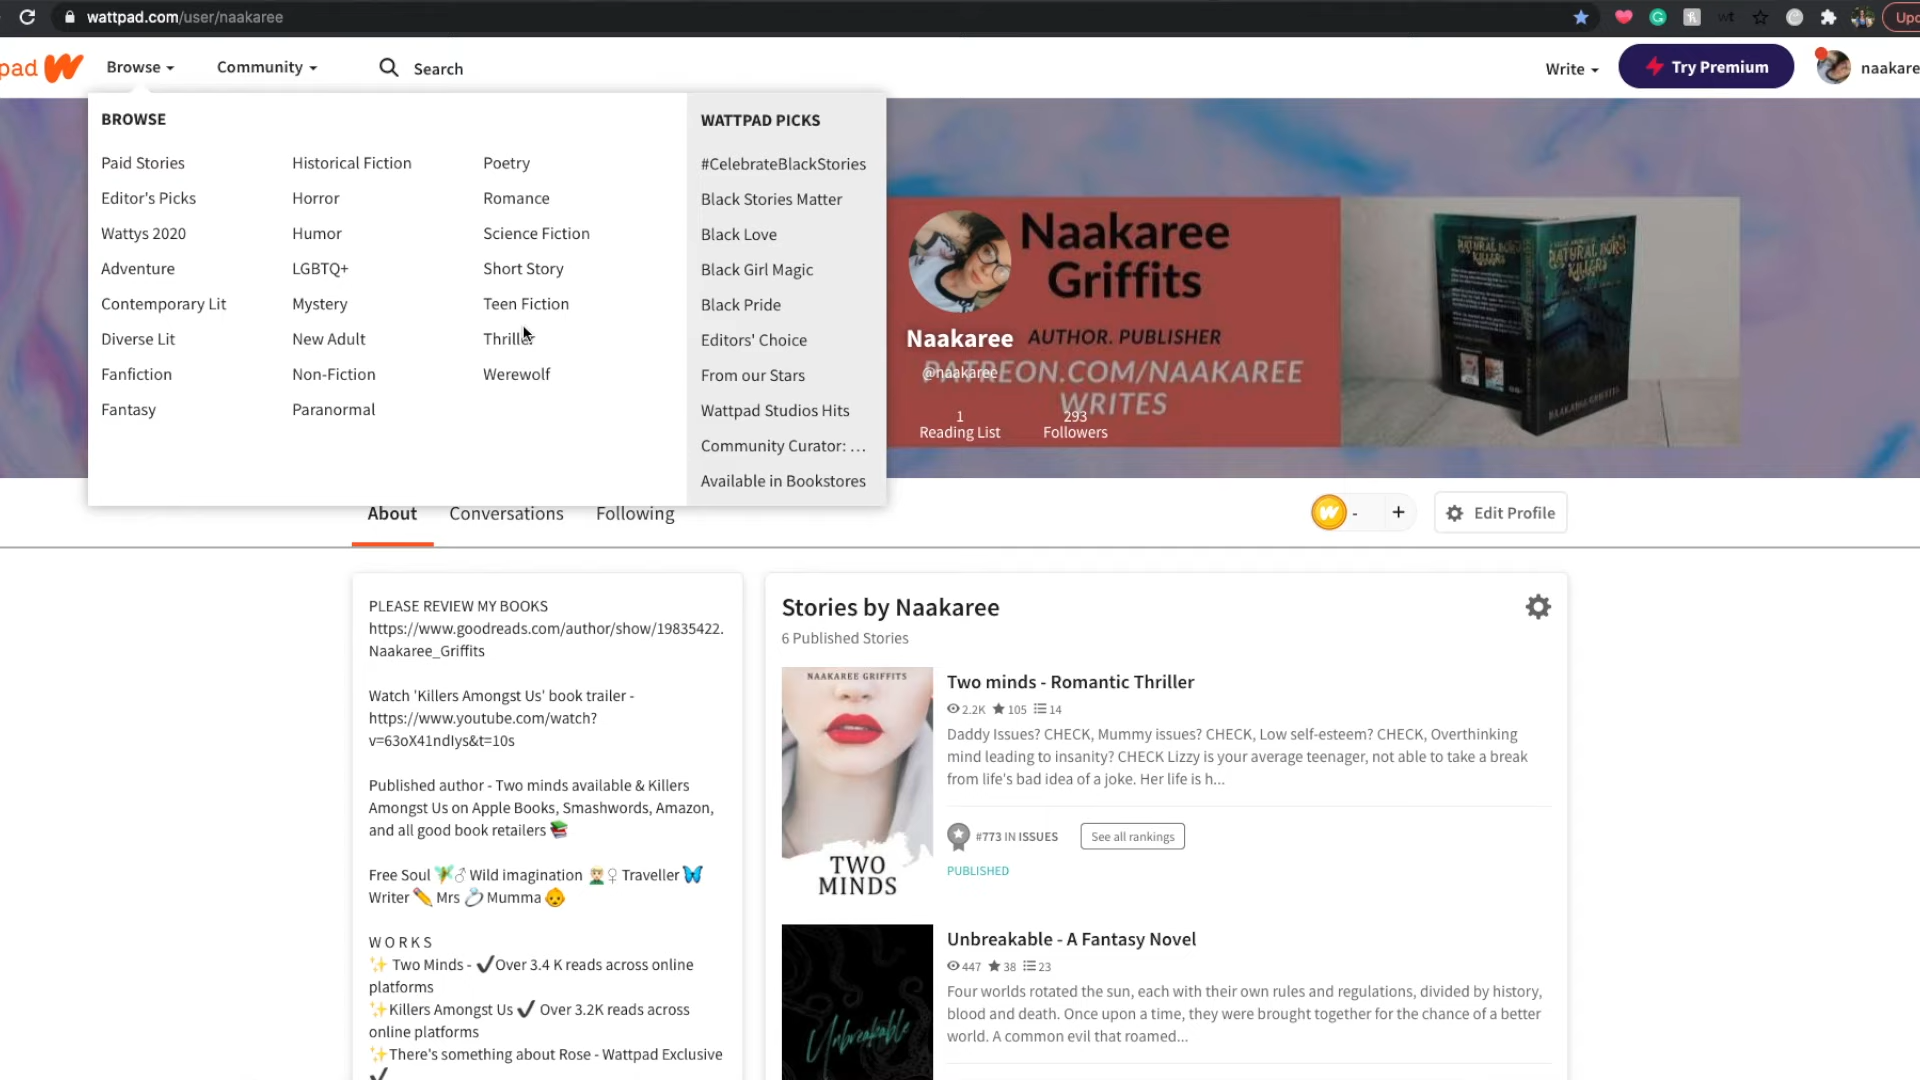 wattpad.com/user/naakaree
Upd
pad
Browse
Community
Search
Write
Try Premium
naakare
BROWSE
Paid Stories
Editor's Picks
Wattys 2020
Adventure
Contemporary Lit
Diverse Lit
Fanfiction
Fantasy
Historical Fiction
Horror
Humor
LGBTQ+
Mystery
New Adult
Non-Fiction
Paranormal
Poetry
Romance
Science Fiction
Short Story
Teen Fiction
Thriller
Werewolf
WATTPAD PICKS
#CelebrateBlackStories
Black Stories Matter
Black Love
Black Girl Magic
Black Pride
Editors' Choice
From our Stars
Wattpad Studios Hits
Community Curator: …
Available in Bookstores
Naakaree
Griffits
AUTHOR. PUBLISHER
PATREON.COM/NAAKAREE
WRITES
Naakaree
@naakaree
1
Reading List
293
Followers
NATURAL BORN
KILLERS
NAAKAREE GRIFFITS
About
Conversations
Following
-
+
Edit Profile
PLEASE REVIEW MY BOOKS
https://www.goodreads.com/author/show/19835422.
Naakaree_Griffits
Watch 'Killers Amongst Us' book trailer -
https://www.youtube.com/watch?
v=63oX41ndIys&t=10s
Published author - Two minds available & Killers
Amongst Us on Apple Books, Smashwords, Amazon,
and all good book retailers 📚
Free Soul 🧚♂ Wild imagination 🧝🏻♀ Traveller 🦋
Writer ✏️ Mrs 💍 Mumma 👶
W O R K S
✨ Two Minds - ✔️Over 3.4 K reads across online
platforms
✨Killers Amongst Us ✔️ Over 3.2K reads across
online platforms
✨There's something about Rose - Wattpad Exclusive
✔️
Stories by Naakaree
6 Published Stories
NAAKAREE GRIFFITS
TWO
MINDS
Two minds - Romantic Thriller
2.2K 105 14
Daddy Issues? CHECK, Mummy issues? CHECK, Low self-esteem? CHECK, Overthinking
mind leading to insanity? CHECK Lizzy is your average teenager, not able to take a break
from life's bad idea of a joke. Her life is h...
#773 IN ISSUES
See all rankings
PUBLISHED
Unbreakable
Unbreakable - A Fantasy Novel
447 38 23
Four worlds rotated the sun, each with their own rules and regulations, divided by history,
blood and death. Once upon a time, they were brought together for the chance of a better
world. A common evil that roamed...